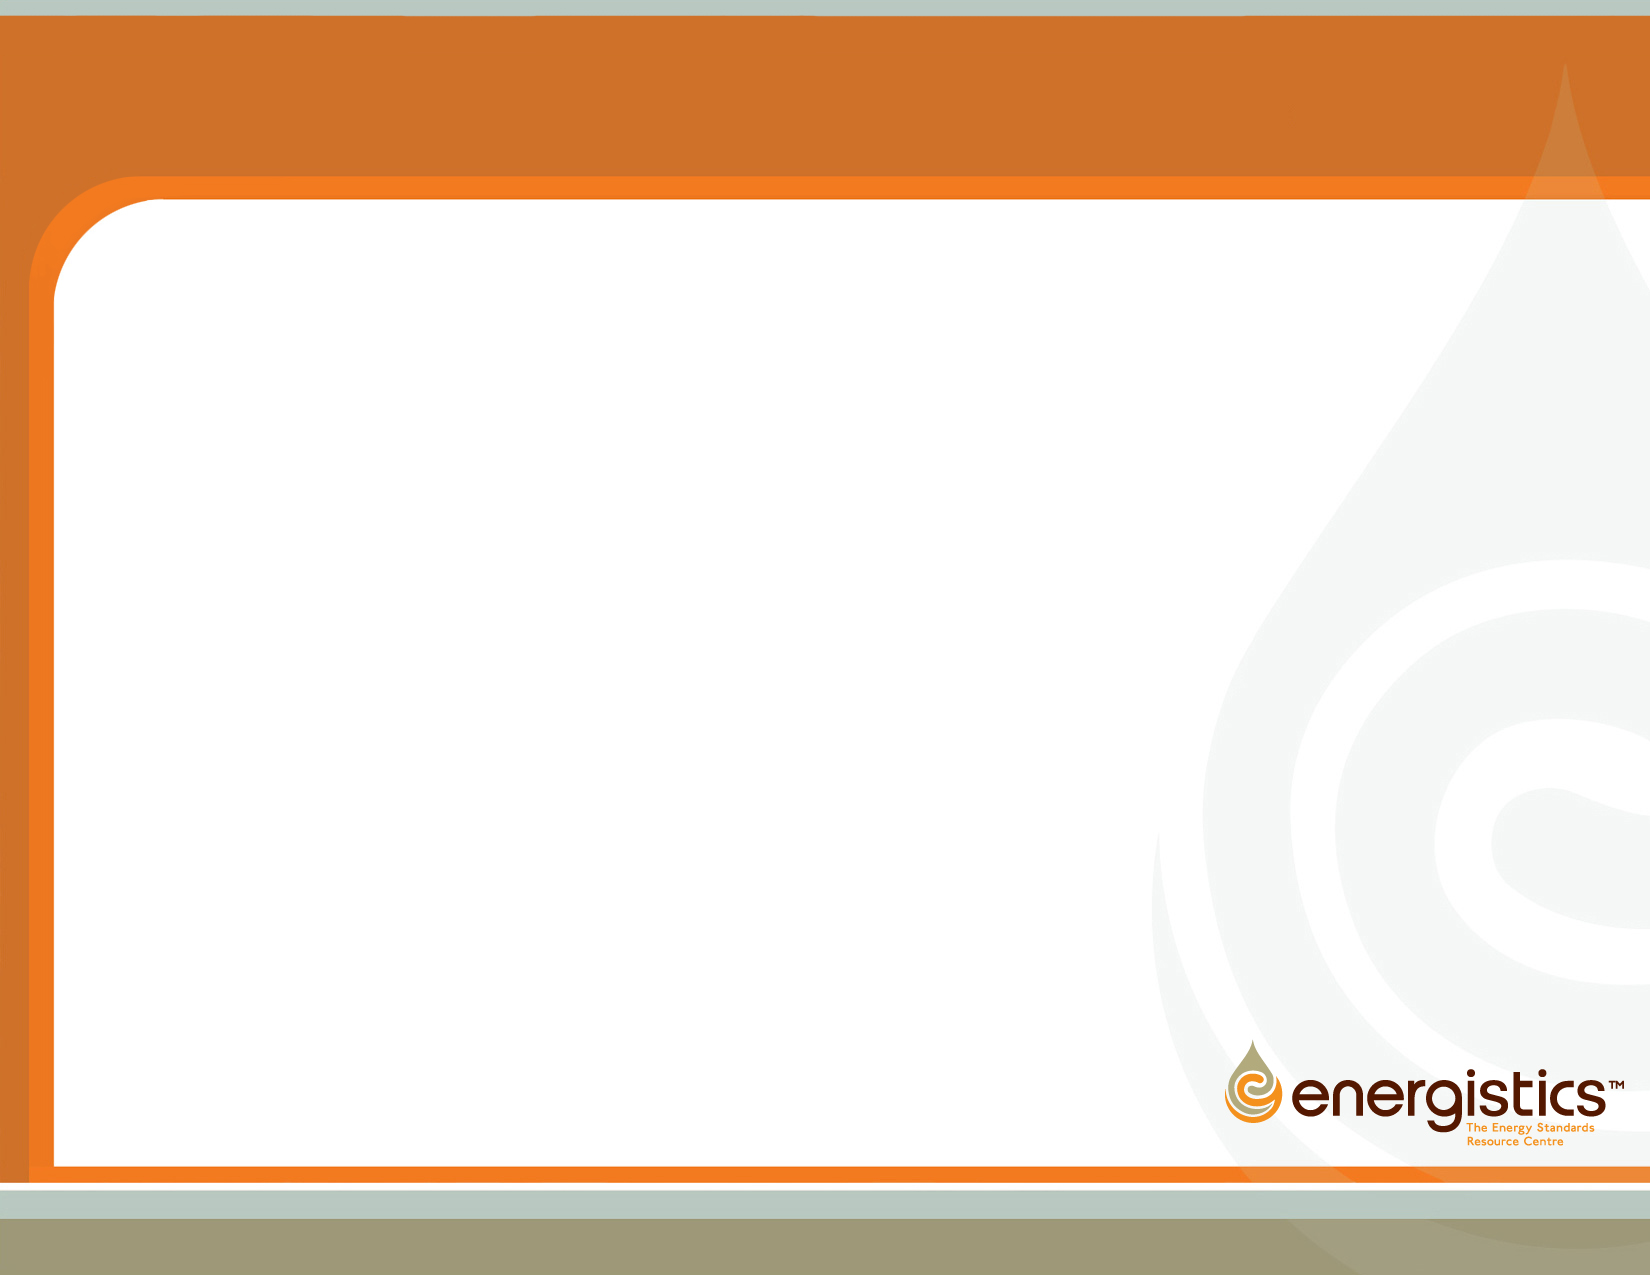 energistics™
The Energy Standards
Resource Centre